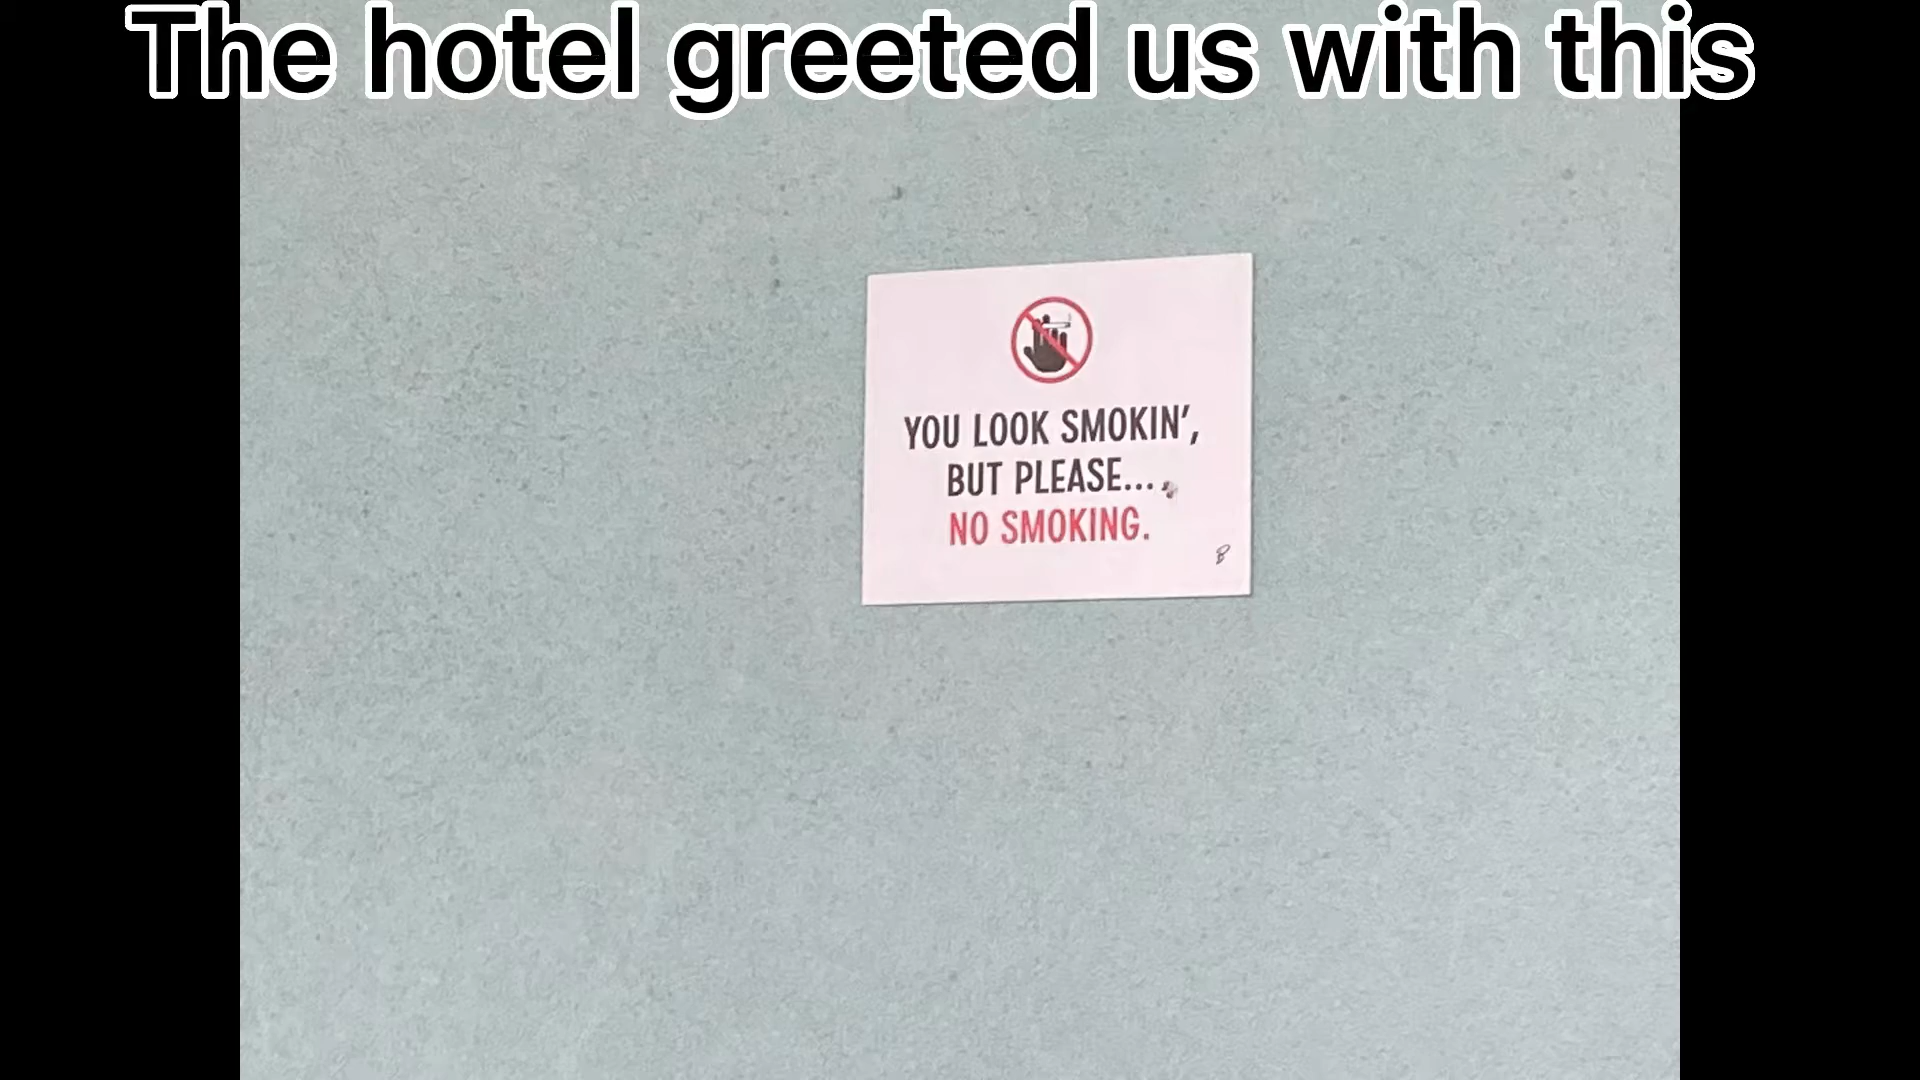 The hotel greeted us with this
YOU LOOK SMOKIN',
BUT PLEASE...
NO SMOKING.